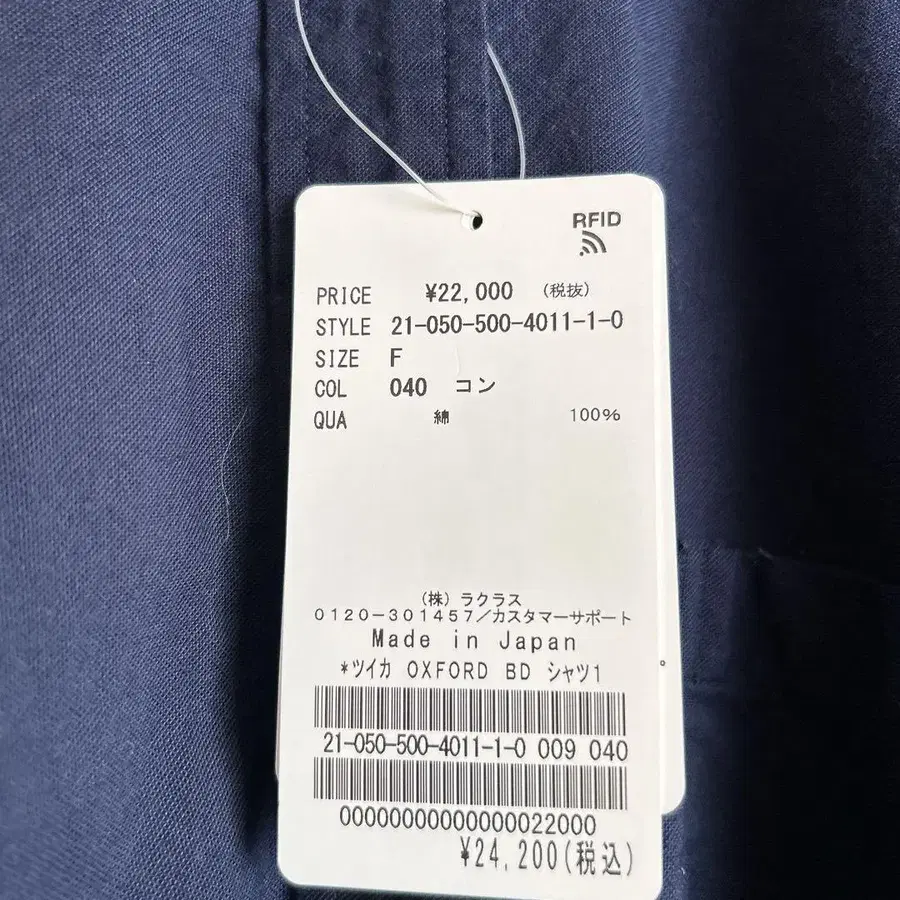 RFID
PRICE ¥22,000 (税抜)
STYLE 21-050-500-4011-1-0
SIZE F
COL 040 コン
QUA 綿 100%
(株) ラクラス
0120-301457/カスタマーサポート
Made in Japan
*ツイカ OXFORD BD シャツ1
21-050-500-4011-1-0 009 040
00000000000000022000
¥24,200(税込)